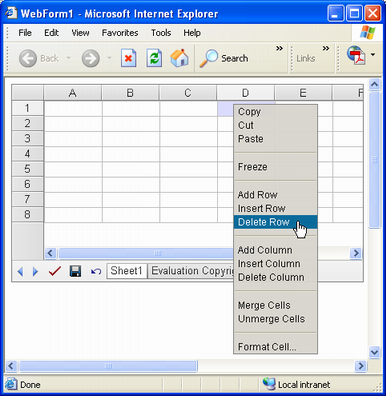 WebForm1 - Microsoft Internet Explorer
File Edit View Favorites Tools Help
Back Search » Links »
A B C D E F
1
2
3
4
5
6
7
8
Copy
Cut
Paste
Freeze
Add Row
Insert Row
Delete Row
Add Column
Insert Column
Delete Column
Merge Cells
Unmerge Cells
Format Cell...
Sheet1 Evaluation Copyrig
Done Local intranet